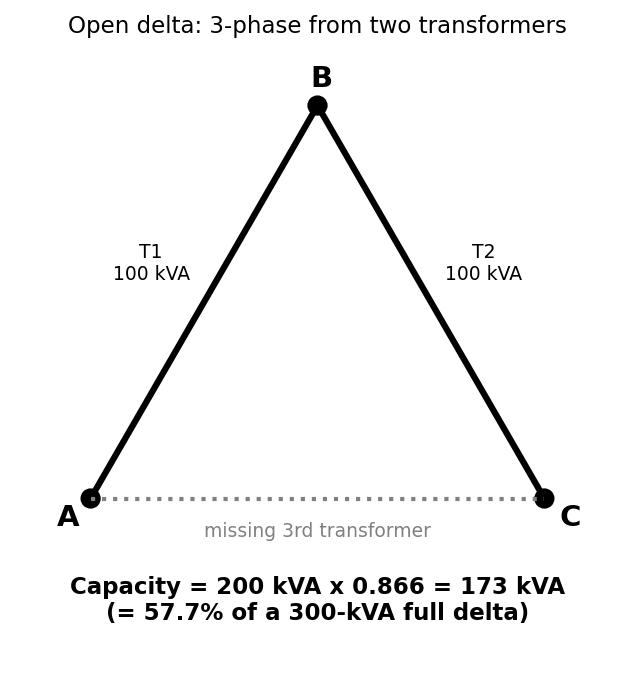 Open delta: 3-phase from two transformers
B
T1
100 kVA
T2
100 kVA
A
C
missing 3rd transformer
Capacity = 200 kVA x 0.866 = 173 kVA
(= 57.7% of a 300-kVA full delta)